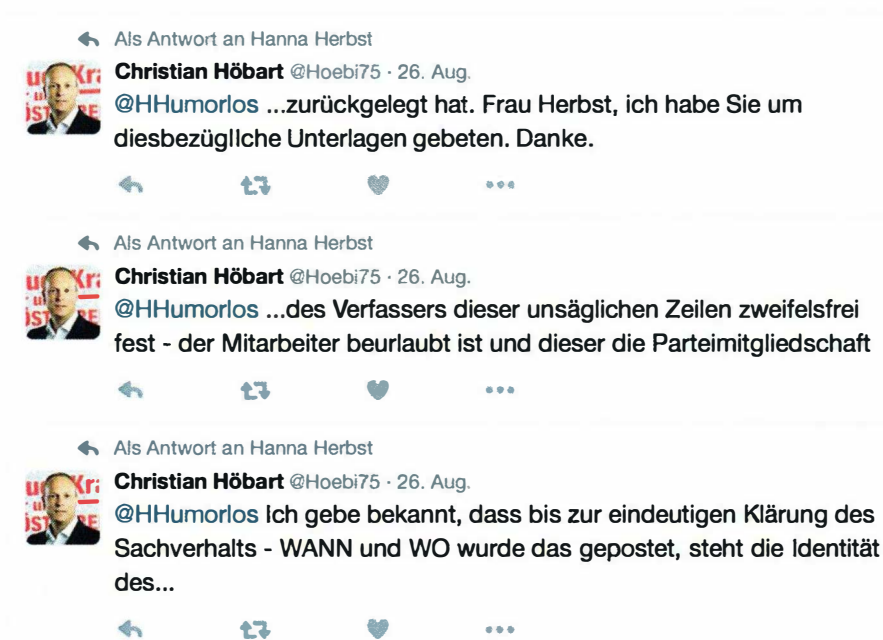 Als Antwort an Hanna Herbst
Christian Höbart @Hoebi75 · 26. Aug.
@HHumorlos ...zurückgelegt hat. Frau Herbst, ich habe Sie um
diesbezügliche Unterlagen gebeten. Danke.
Als Antwort an Hanna Herbst
Christian Höbart @Hoebi75 · 26. Aug.
@HHumorlos ...des Verfassers dieser unsäglichen Zeilen zweifelsfrei
fest - der Mitarbeiter beurlaubt ist und dieser die Parteimitgliedschaft
Als Antwort an Hanna Herbst
Christian Höbart @Hoebi75 · 26. Aug.
@HHumorlos Ich gebe bekannt, dass bis zur eindeutigen Klärung des
Sachverhalts - WANN und WO wurde das gepostet, steht die Identität
des...